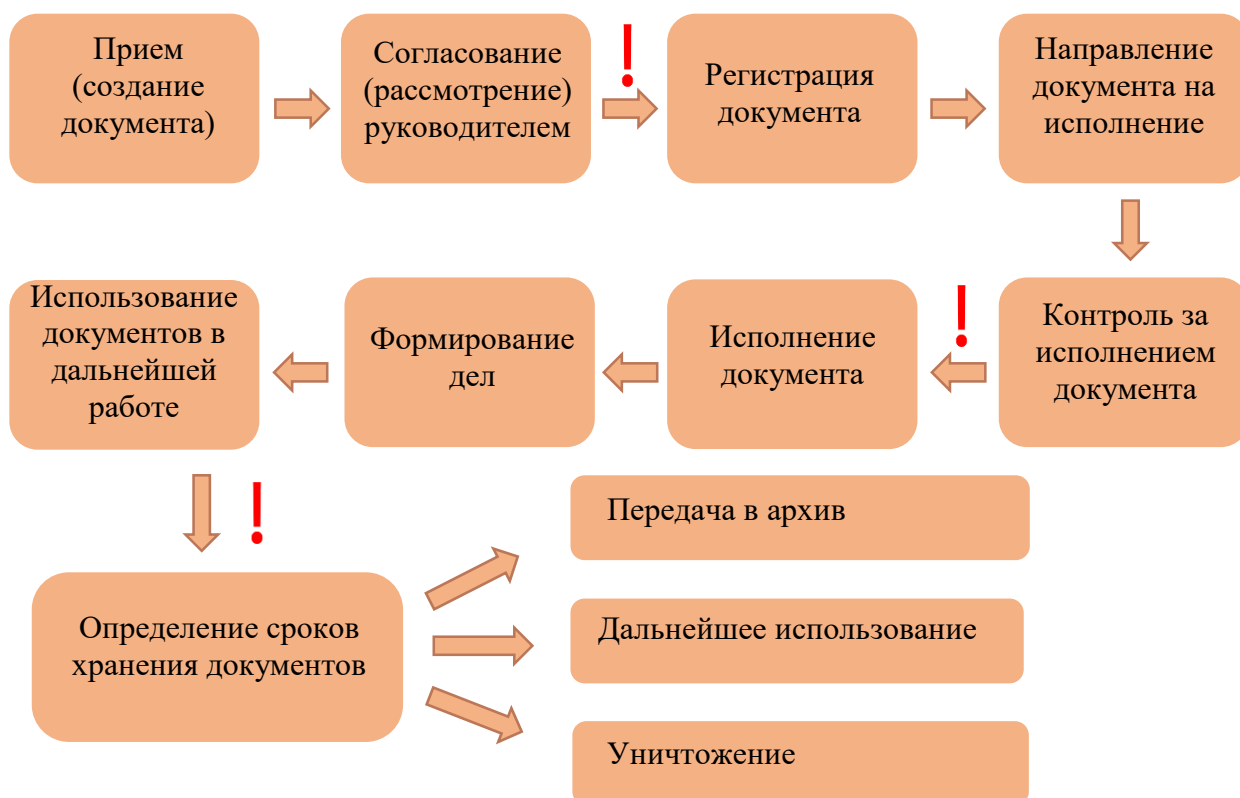 Прием
(создание
документа)
Согласование
(рассмотрение)
руководителем
!
Регистрация
документа
Направление
документа на
исполнение
Контроль за
исполнением
документа
!
Исполнение
документа
Формирование
дел
Использование
документов в
дальнейшей
работе
!
Определение сроков
хранения документов
Передача в архив
Дальнейшее использование
Уничтожение